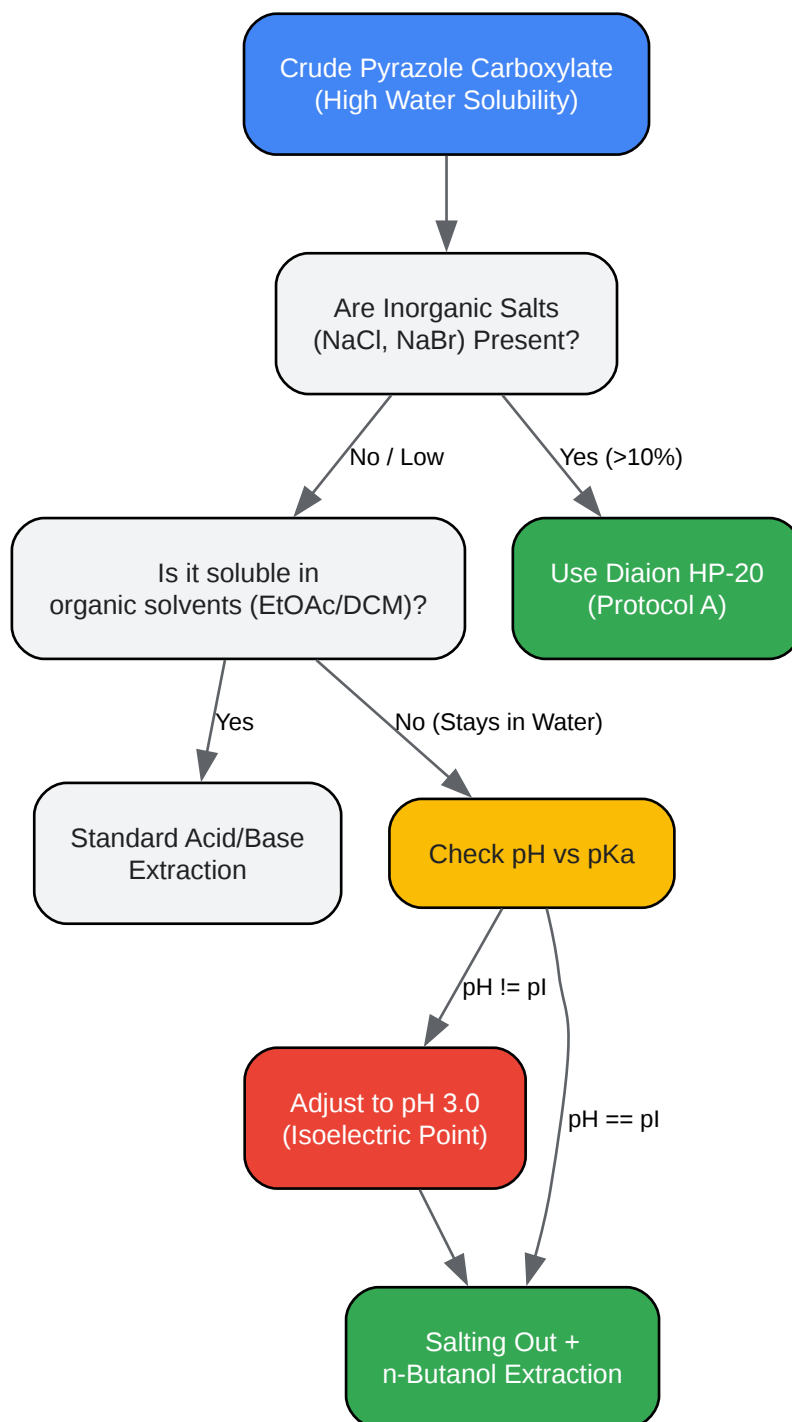 Crude Pyrazole Carboxylate
(High Water Solubility)
Are Inorganic Salts
(NaCl, NaBr) Present?
No / Low
Yes (>10%)
Is it soluble in
organic solvents (EtOAc/DCM)?
Use Diaion HP-20
(Protocol A)
Yes
No (Stays in Water)
Standard Acid/Base
Extraction
Check pH vs pKa
pH != pI
Adjust to pH 3.0
(Isoelectric Point)
pH == pI
Salting Out +
n-Butanol Extraction